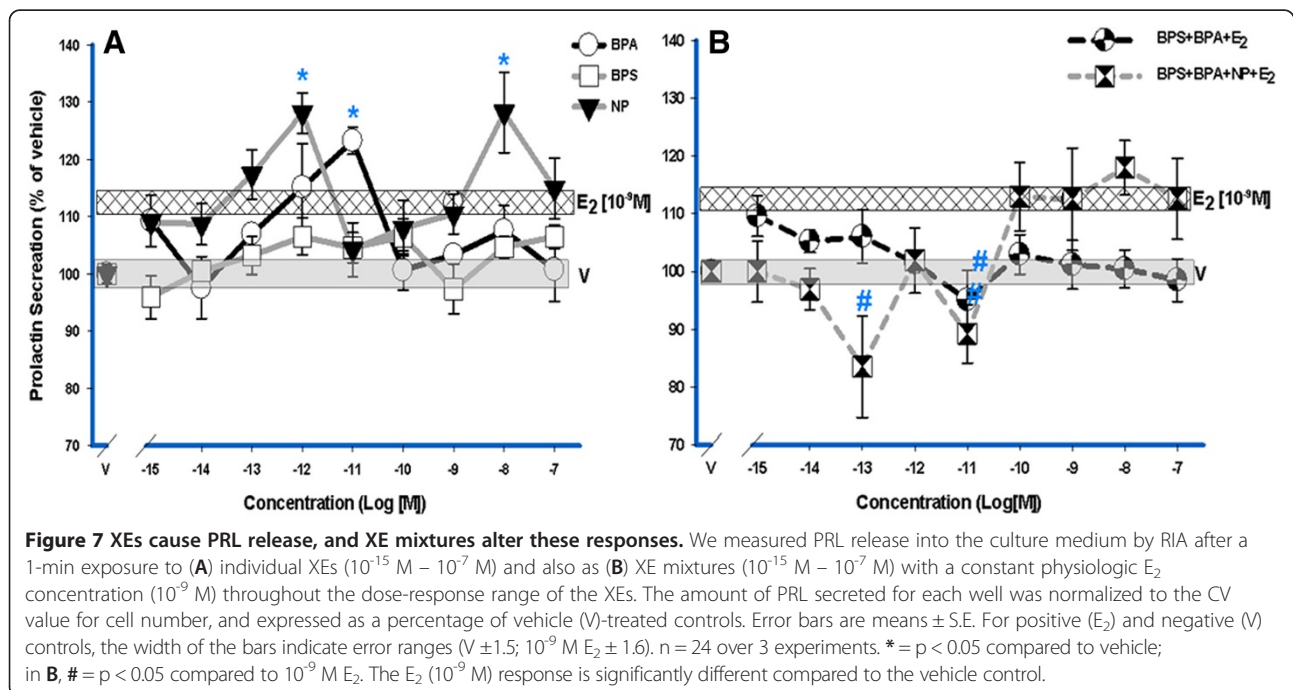 A
B
BPA
BPS
NP
BPS+BPA+E₂
BPS+BPA+NP+E₂
Prolactin Secreation (% of vehicle)
140
130
120
110
100
90
80
70
*
*
*
E₂ [10⁻⁹M]
V
V
-15
-14
-13
-12
-11
-10
-9
-8
-7
Concentration (Log [M])
140
130
120
110
100
90
80
70
#
#
#
E₂ [10⁻⁹M]
V
V
-15
-14
-13
-12
-11
-10
-9
-8
-7
Concentration (Log[M])
Figure 7 XEs cause PRL release, and XE mixtures alter these responses. We measured PRL release into the culture medium by RIA after a
1-min exposure to (A) individual XEs (10⁻¹⁵ M – 10⁻⁷ M) and also as (B) XE mixtures (10⁻¹⁵ M – 10⁻⁷ M) with a constant physiologic E₂
concentration (10⁻⁹ M) throughout the dose-response range of the XEs. The amount of PRL secreted for each well was normalized to the CV
value for cell number, and expressed as a percentage of vehicle (V)-treated controls. Error bars are means ± S.E. For positive (E₂) and negative (V)
controls, the width of the bars indicate error ranges (V ±1.5; 10⁻⁹ M E₂ ± 1.6). n = 24 over 3 experiments. * = p < 0.05 compared to vehicle;
in B, # = p < 0.05 compared to 10⁻⁹ M E₂. The E₂ (10⁻⁹ M) response is significantly different compared to the vehicle control.